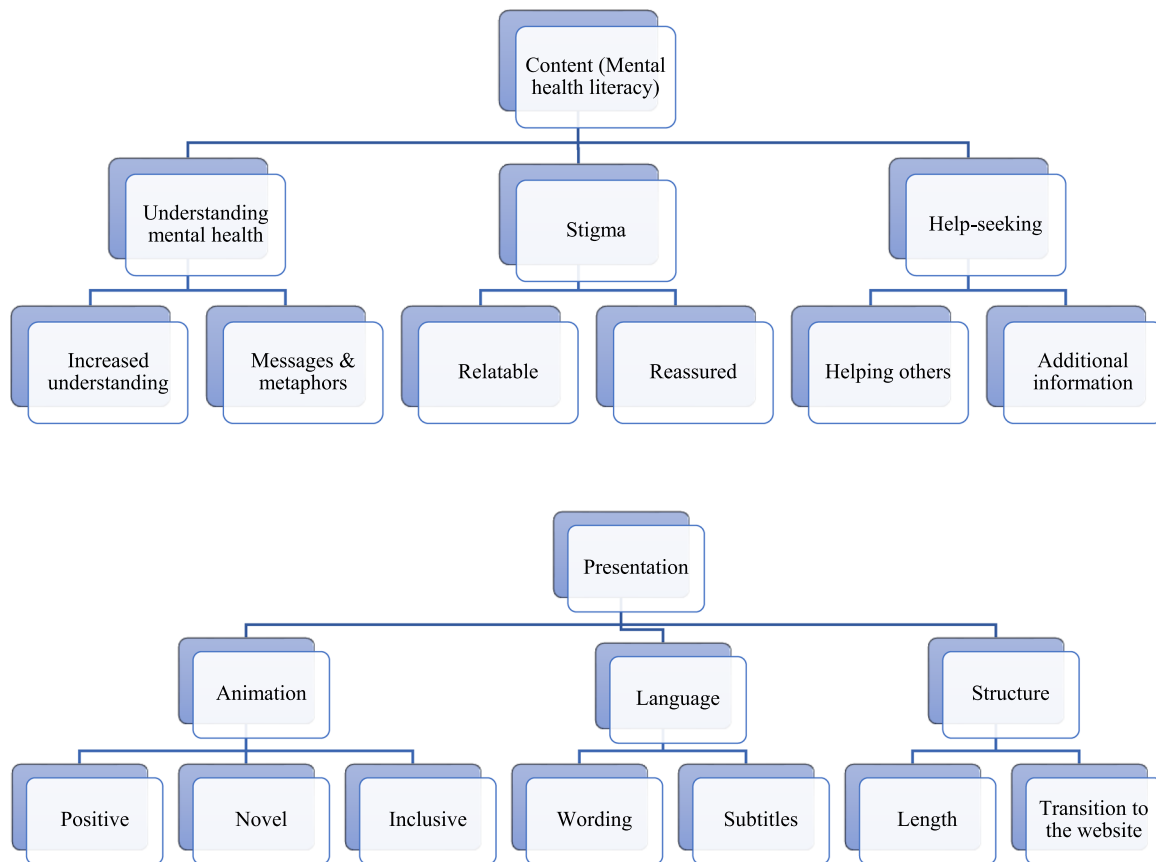 Content (Mental
health literacy)
Understanding
mental health
Stigma
Help-seeking
Increased
understanding
Messages &
metaphors
Relatable
Reassured
Helping others
Additional
information
Presentation
Animation
Language
Structure
Positive
Novel
Inclusive
Wording
Subtitles
Length
Transition to
the website